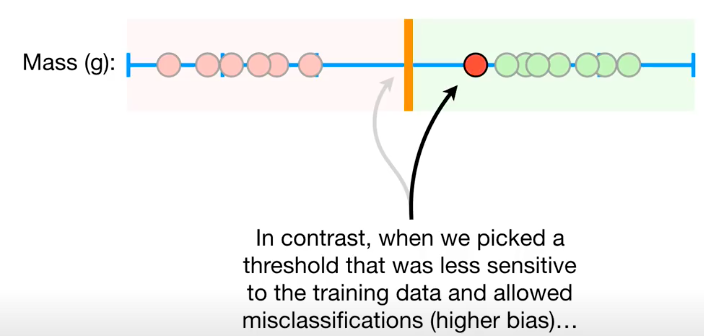 Mass (g):
In contrast, when we picked a
threshold that was less sensitive
to the training data and allowed
misclassifications (higher bias)…